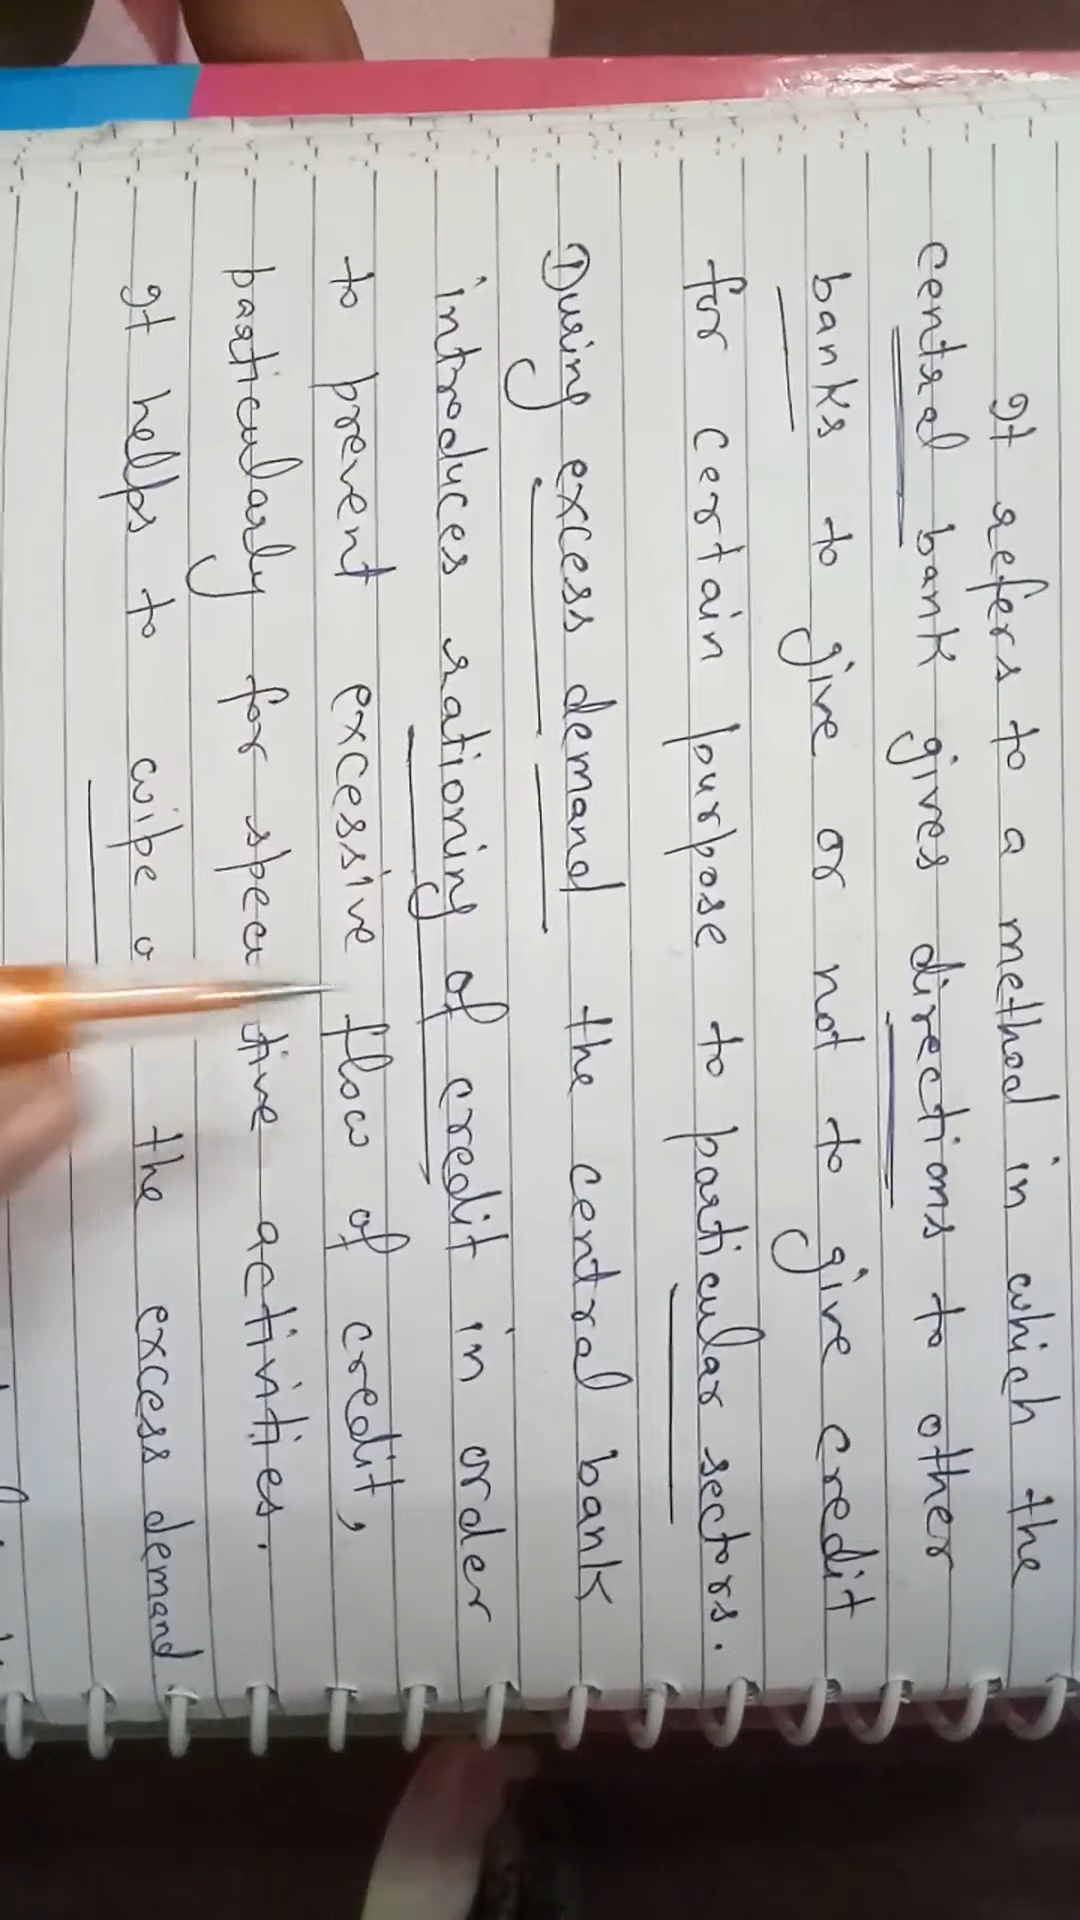 It refers to a method in which the
central bank gives directions to other
banks to give or not to give credit
for certain purpose to particular sectors.
During excess demand the central bank
introduces rationing of credit in order
to prevent excessive flow of credit,
particularly for tive activities.
It helps to wipe the excess demand